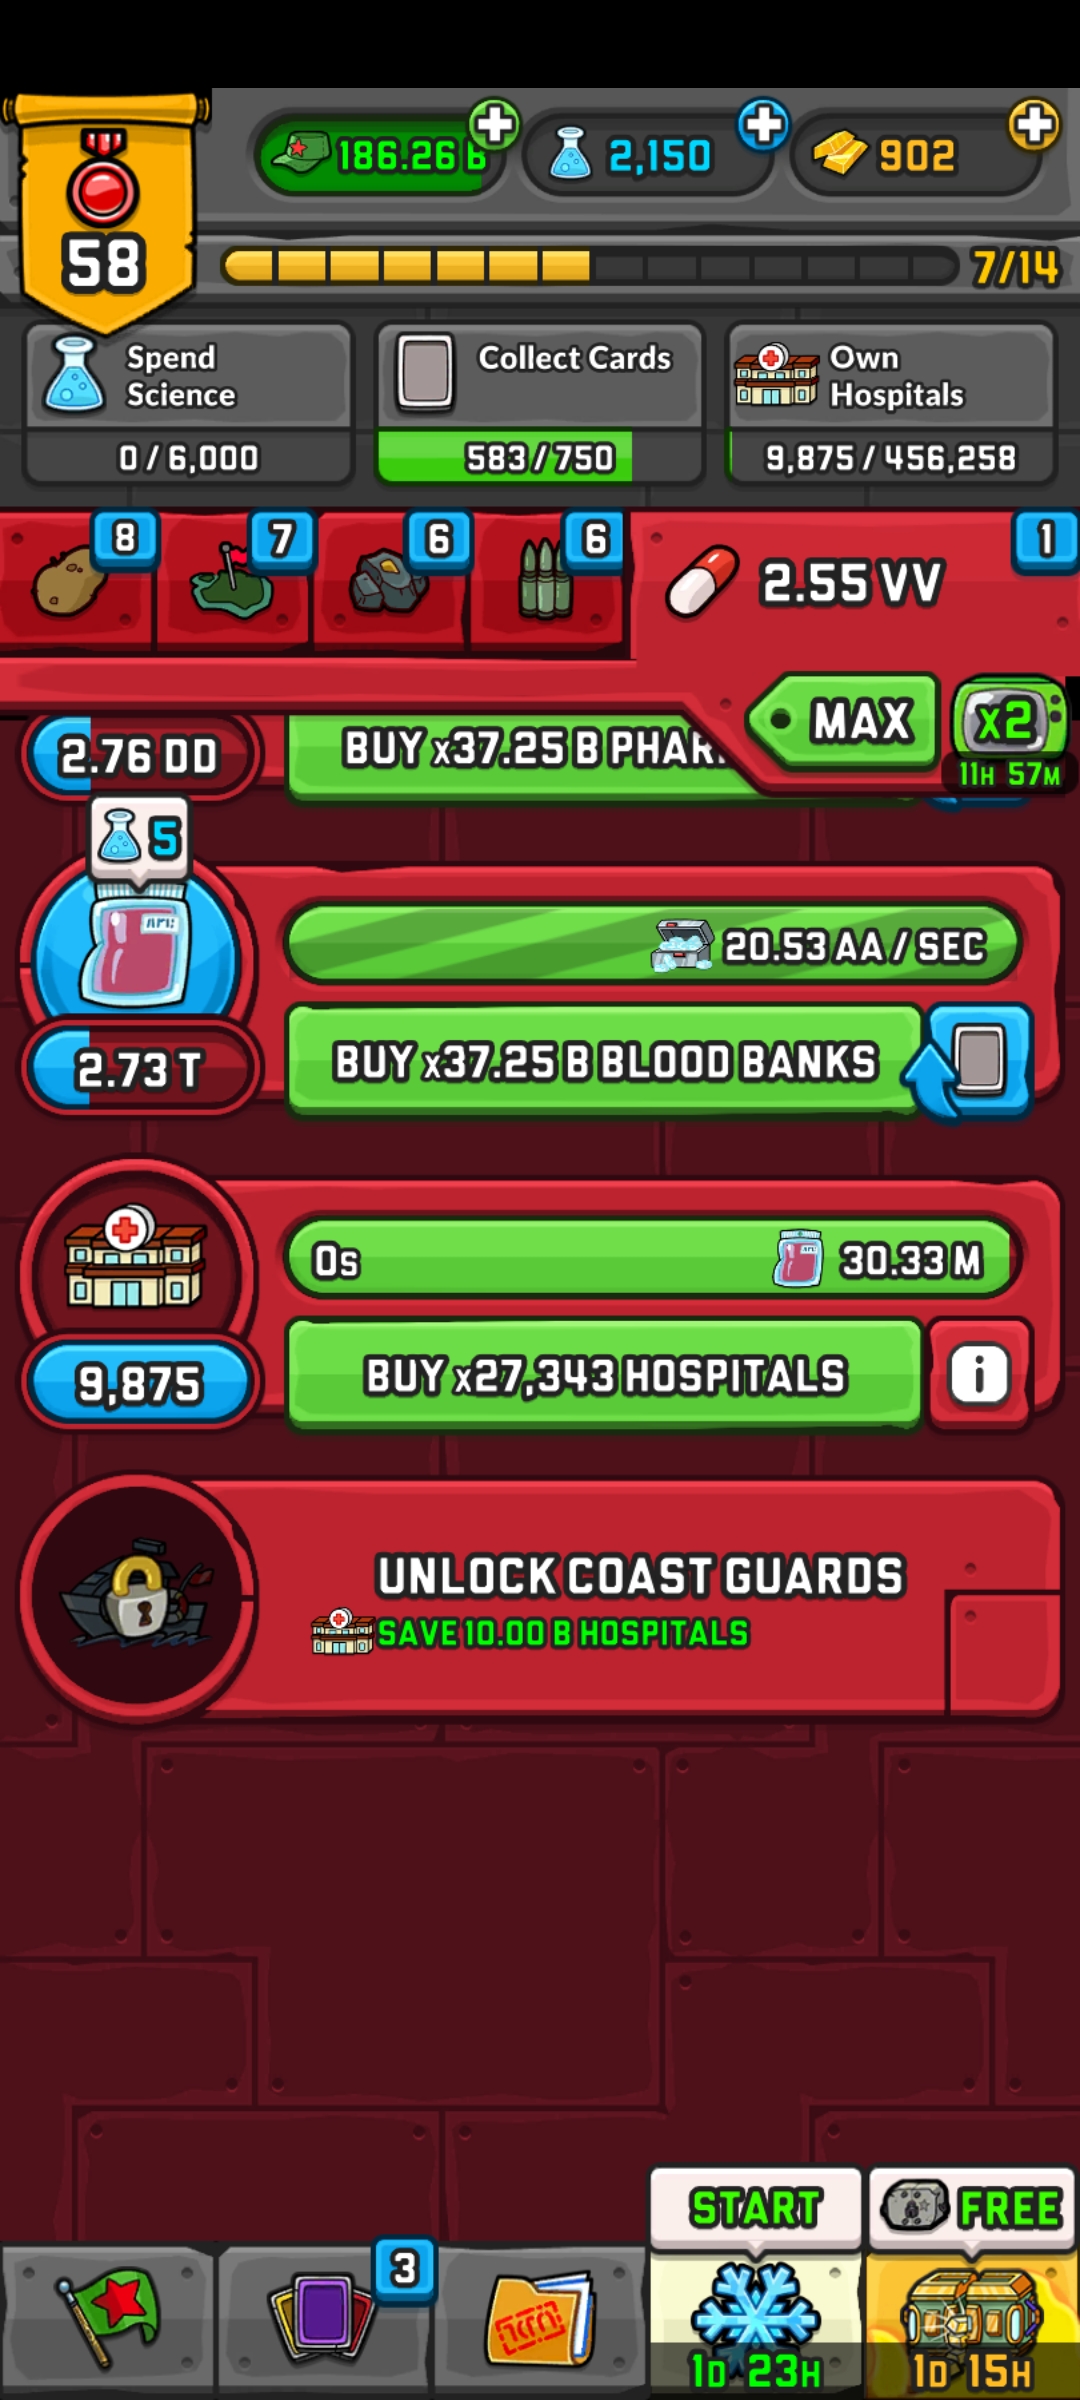 58
186.26 B
2,150
902
7/14
Spend
Science
0 / 6,000
Collect Cards
583 / 750
Own
Hospitals
9,875 / 456,258
8
7
6
6
2.55 VV
1
MAX
x2
11H 57M
2.76 DD
BUY x37.25 B PHAR
5
20.53 AA / SEC
2.73 T
BUY x37.25 B BLOOD BANKS
0s
30.33 M
9,875
BUY x27,343 HOSPITALS
i
UNLOCK COAST GUARDS
SAVE 10.00 B HOSPITALS
START
FREE
3
1D 23H
1D 15H